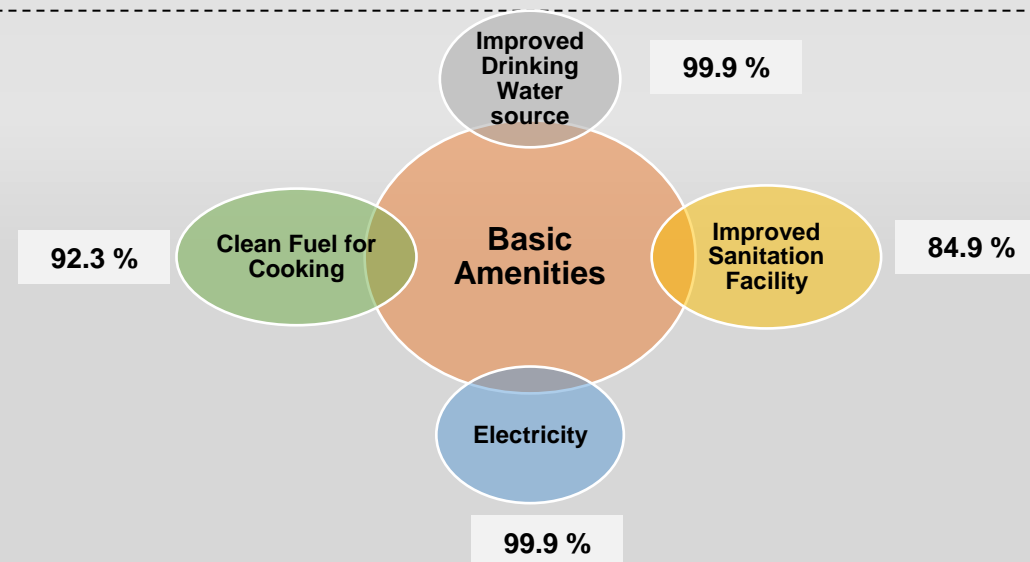 Improved
Drinking
Water
source
99.9 %
Clean Fuel for
Cooking
92.3 %
Basic
Amenities
Improved
Sanitation
Facility
84.9 %
Electricity
99.9 %